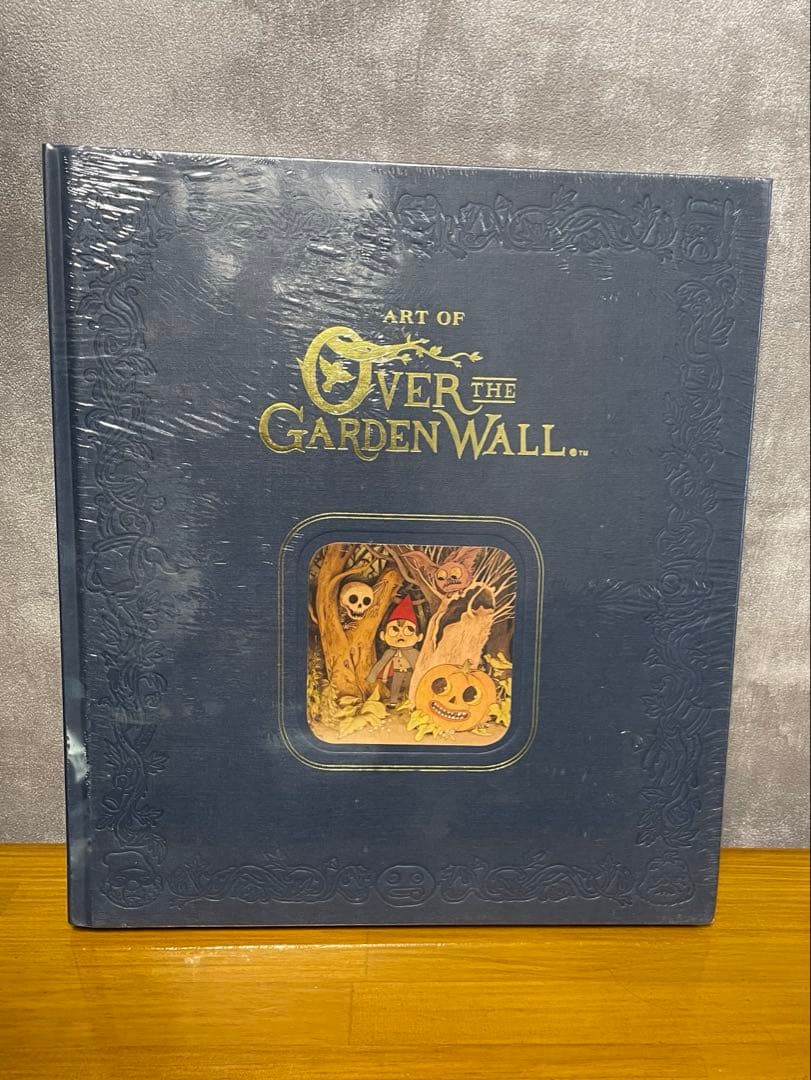 ART OF
OVER THE
GARDEN WALL.™